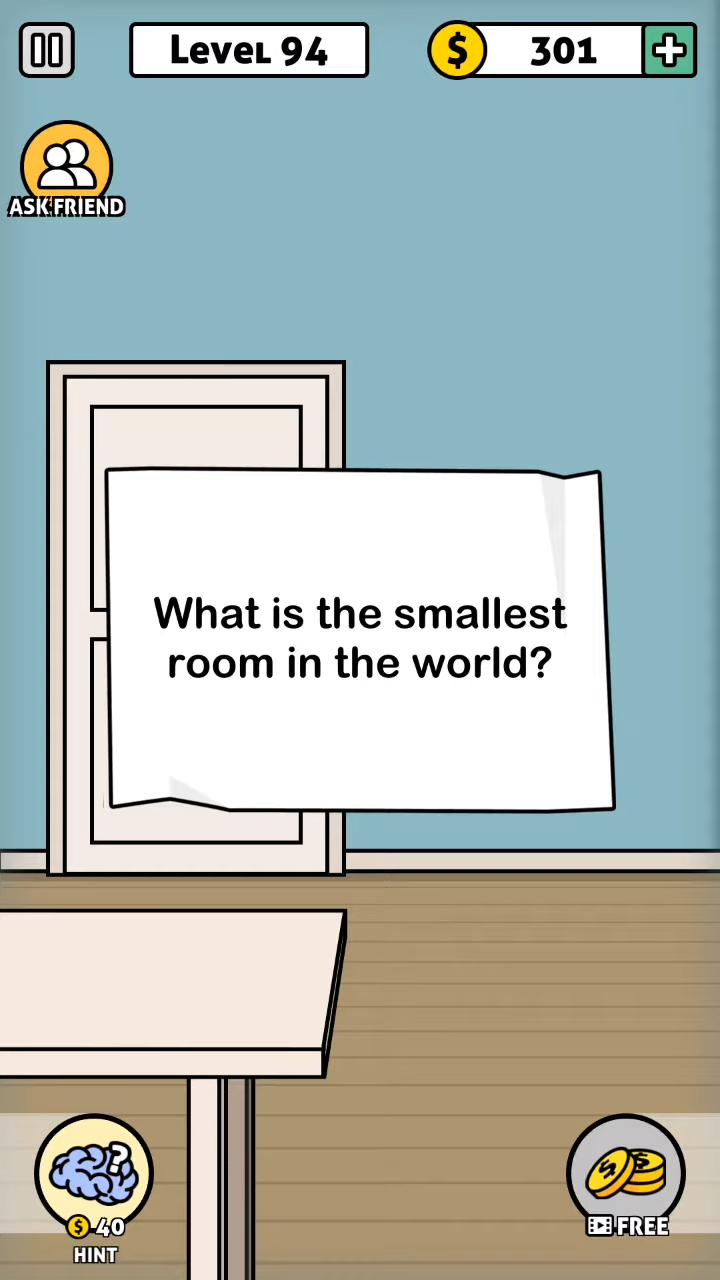 Level 94
$ 301
ASK FRIEND
What is the smallest
room in the world?
?
$ -40
HINT
$ $
FREE